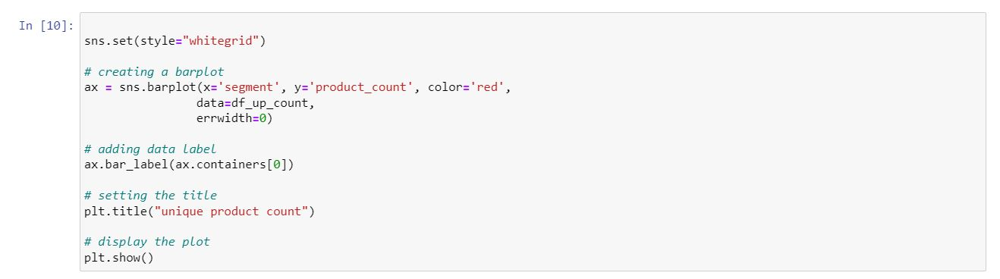 In [10]:
sns.set(style="whitegrid")
# creating a barplot
ax = sns.barplot(x='segment', y='product_count', color='red',
data=df_up_count,
errwidth=0)
# adding data label
ax.bar_label(ax.containers[0])
# setting the title
plt.title("unique product count")
# display the plot
plt.show()